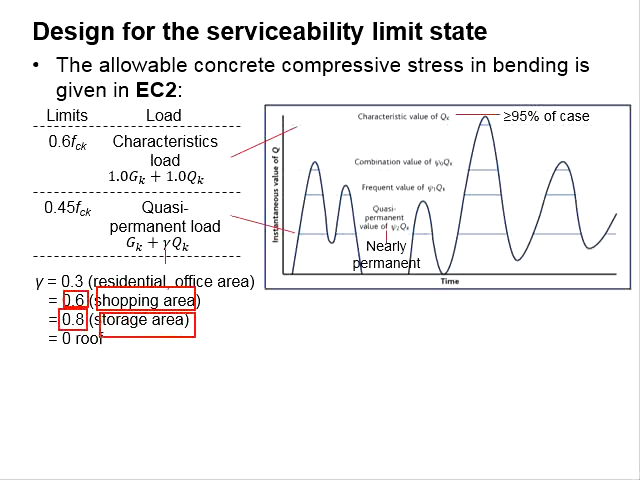 Design for the serviceability limit state
• The allowable concrete compressive stress in bending is
given in EC2:
Limits Load
0.6fck Characteristics
load
1.0Gk + 1.0Qk
0.45fck Quasi-
permanent load
Gk + γQk
γ = 0.3 (residential, office area)
= 0.6 (shopping area)
= 0.8 (storage area)
= 0 roof
Instantaneous value of Q
Characteristic value of Qk
≥95% of case
Combination value of ψ0Qk
Frequent value of ψ1Qk
Quasi-
permanent
value of ψ2Qk
Nearly
permanent
Time